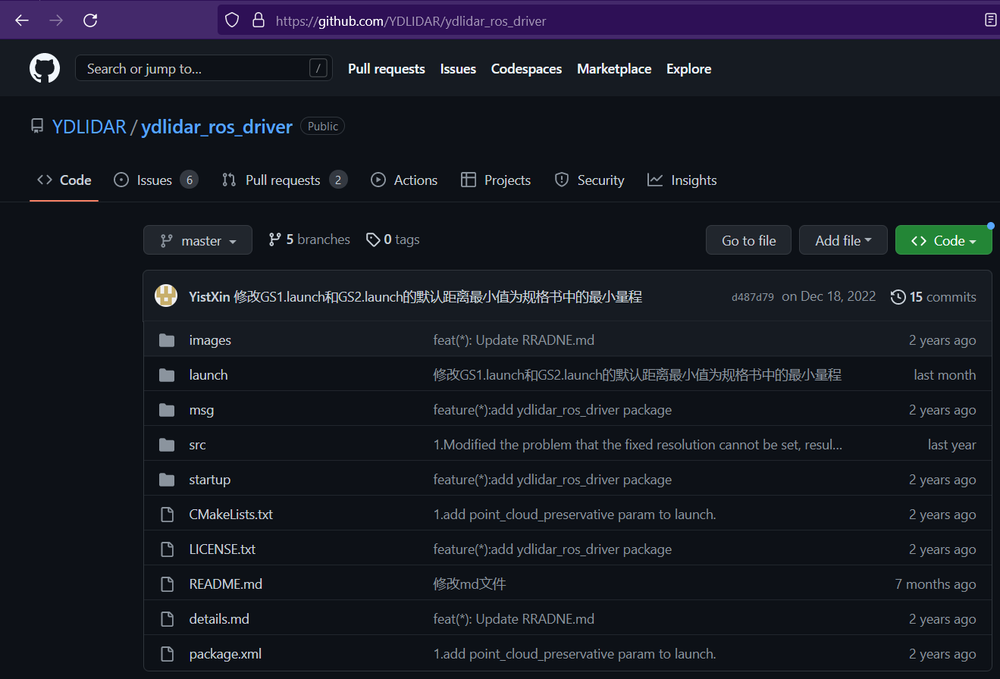 https://github.com/YDLIDAR/ydlidar_ros_driver
Search or jump to... / Pull requests Issues Codespaces Marketplace Explore
YDLIDAR / ydlidar_ros_driver Public
Code Issues 6 Pull requests 2 Actions Projects Security Insights
master 5 branches 0 tags Go to file Add file Code
YistXin 修改GS1.launch和GS2.launch的默认距离最小值为规格书中的最小量程 d487d79 on Dec 18, 2022 15 commits
images feat(*): Update RRADNE.md 2 years ago
launch 修改GS1.launch和GS2.launch的默认距离最小值为规格书中的最小量程 last month
msg feature(*):add ydlidar_ros_driver package 2 years ago
src 1.Modified the problem that the fixed resolution cannot be set, resul... last year
startup feature(*):add ydlidar_ros_driver package 2 years ago
CMakeLists.txt 1.add point_cloud_preservative param to launch. 2 years ago
LICENSE.txt feature(*):add ydlidar_ros_driver package 2 years ago
README.md 修改md文件 7 months ago
details.md feat(*): Update RRADNE.md 2 years ago
package.xml 1.add point_cloud_preservative param to launch. 2 years ago